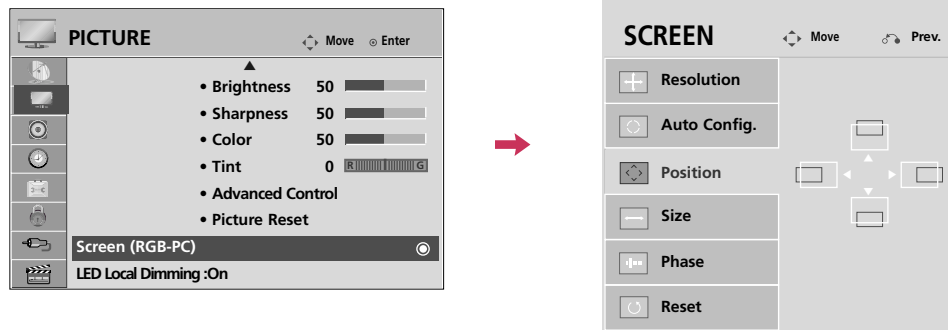 PICTURE
Move
Enter
• Brightness 50
• Sharpness 50
• Color 50
• Tint 0 R G
• Advanced Control
• Picture Reset
Screen (RGB-PC)
LED Local Dimming :On
SCREEN
Move
Prev.
Resolution
Auto Config.
Position
Size
Phase
Reset